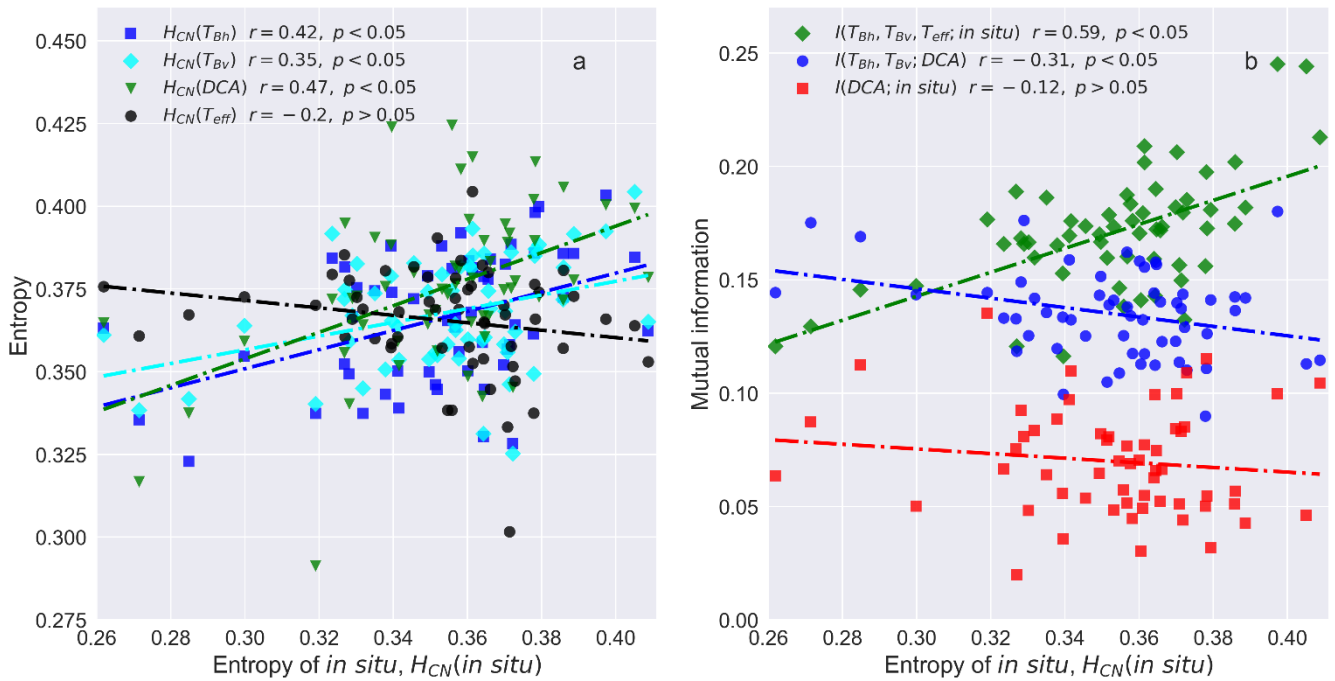 H_CN(T_Bh) r = 0.42, p < 0.05
H_CN(T_Bv) r = 0.35, p < 0.05
H_CN(DCA) r = 0.47, p < 0.05
H_CN(T_eff) r = −0.2, p > 0.05
a
0.450
0.425
0.400
0.375
0.350
0.325
0.300
0.275
Entropy
0.26 0.28 0.30 0.32 0.34 0.36 0.38 0.40
Entropy of in situ, H_CN(in situ)
I(T_Bh, T_Bv, T_eff; in situ) r = 0.59, p < 0.05
I(T_Bh, T_Bv; DCA) r = −0.31, p < 0.05
I(DCA; in situ) r = −0.12, p > 0.05
b
0.25
0.20
0.15
0.10
0.05
0.00
Mutual information
0.26 0.28 0.30 0.32 0.34 0.36 0.38 0.40
Entropy of in situ, H_CN(in situ)